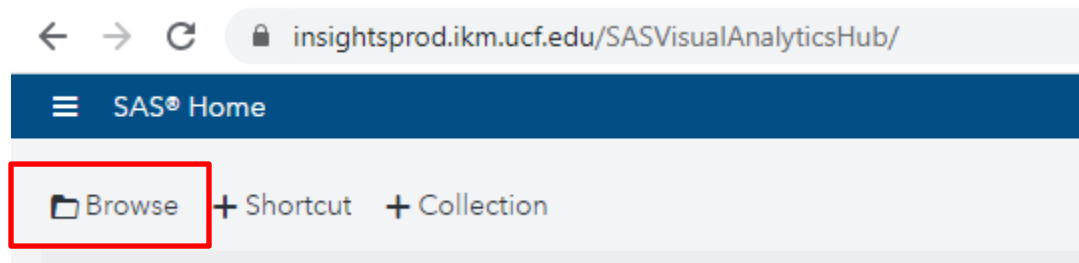 insightsprod.ikm.ucf.edu/SASVisualAnalyticsHub/
SAS® Home
Browse + Shortcut + Collection